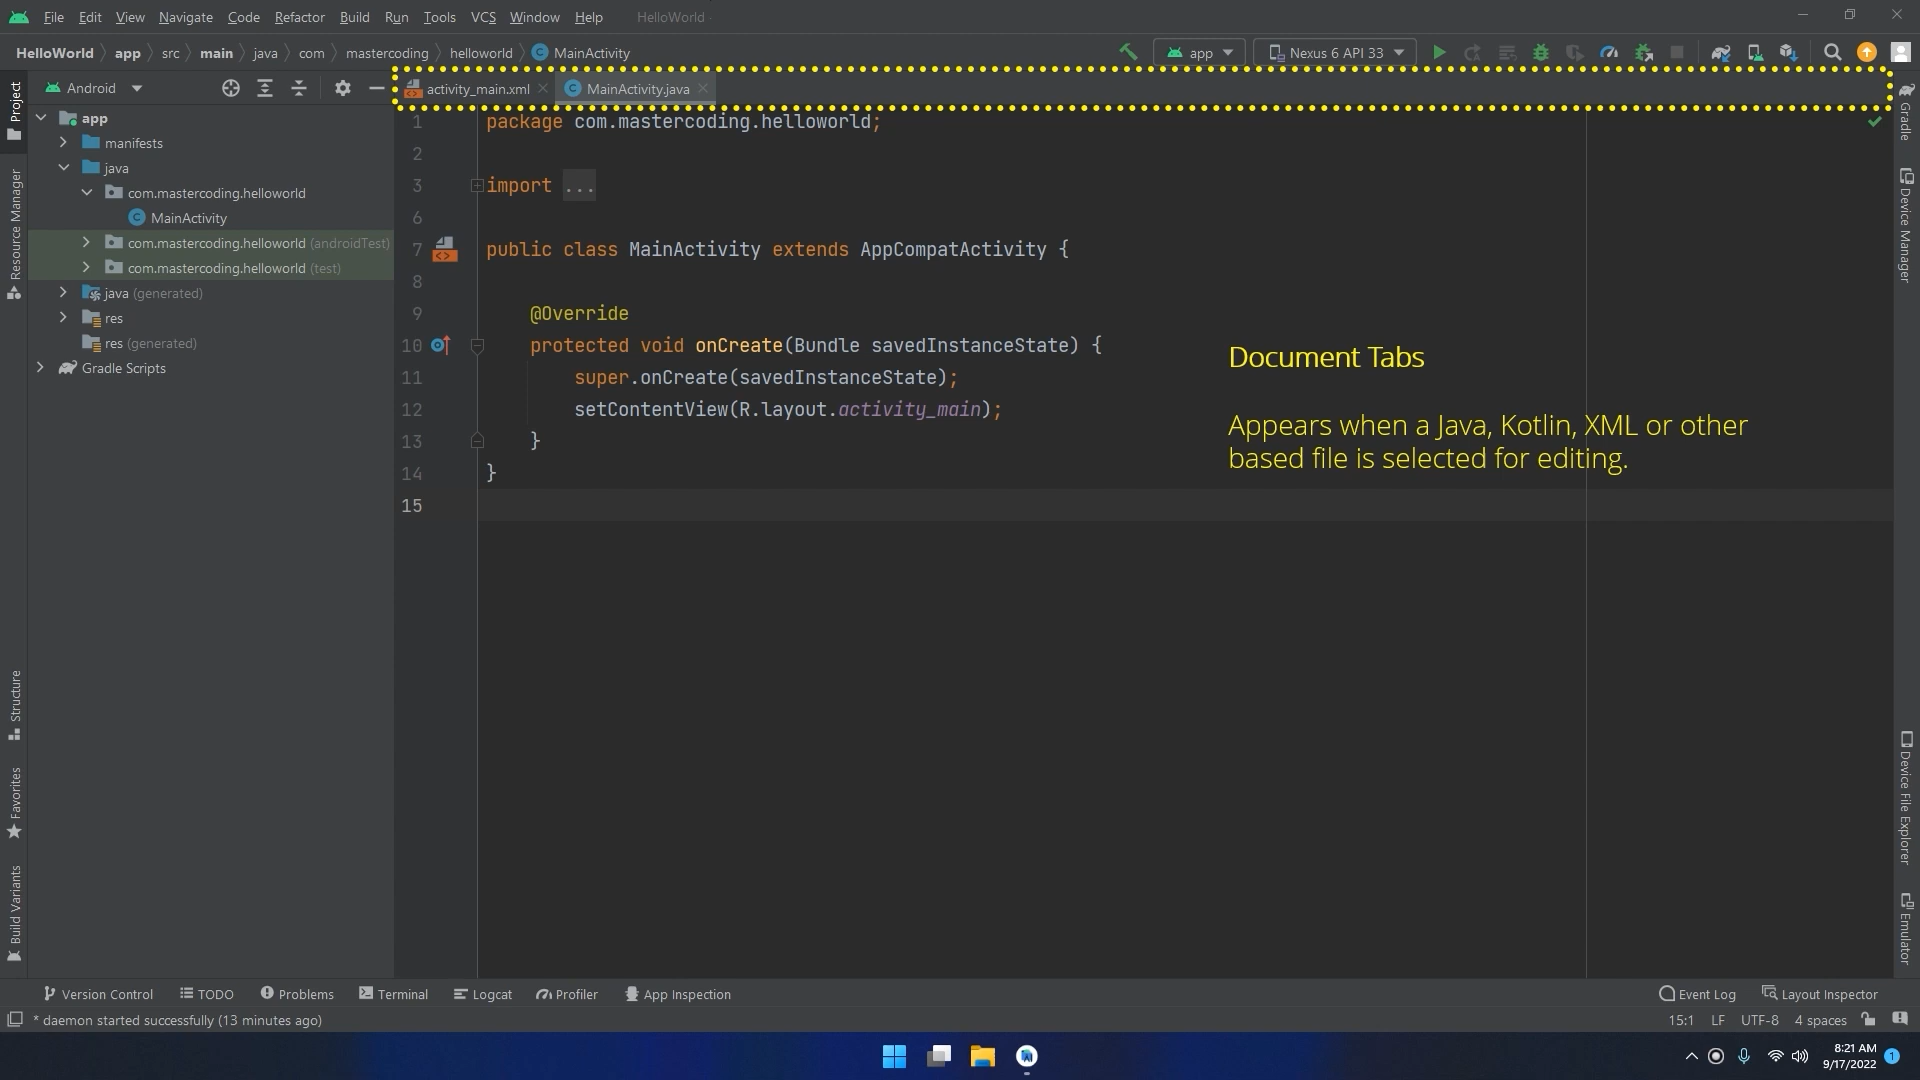 File Edit View Navigate Code Refactor Build Run Tools VCS Window Help HelloWorld
HelloWorld app src main java com mastercoding helloworld MainActivity app Nexus 6 API 33
Android
activity_main.xml MainActivity.java
Project
Resource Manager
Structure
Favorites
Build Variants
app
manifests
java
com.mastercoding.helloworld
MainActivity
com.mastercoding.helloworld (androidTest)
com.mastercoding.helloworld (test)
java (generated)
res
res (generated)
Gradle Scripts
1 package com.mastercoding.helloworld;
2
3 import ...
6
7 public class MainActivity extends AppCompatActivity {
8
9 @Override
10 protected void onCreate(Bundle savedInstanceState) {
11 super.onCreate(savedInstanceState);
12 setContentView(R.layout.activity_main);
13 }
14 }
15
Document Tabs
Appears when a Java, Kotlin, XML or other
based file is selected for editing.
Gradle
Device Manager
Device File Explorer
Emulator
Version Control TODO Problems Terminal Logcat Profiler App Inspection Event Log Layout Inspector
* daemon started successfully (13 minutes ago) 15:1 LF UTF-8 4 spaces
8:21 AM
9/17/2022
1